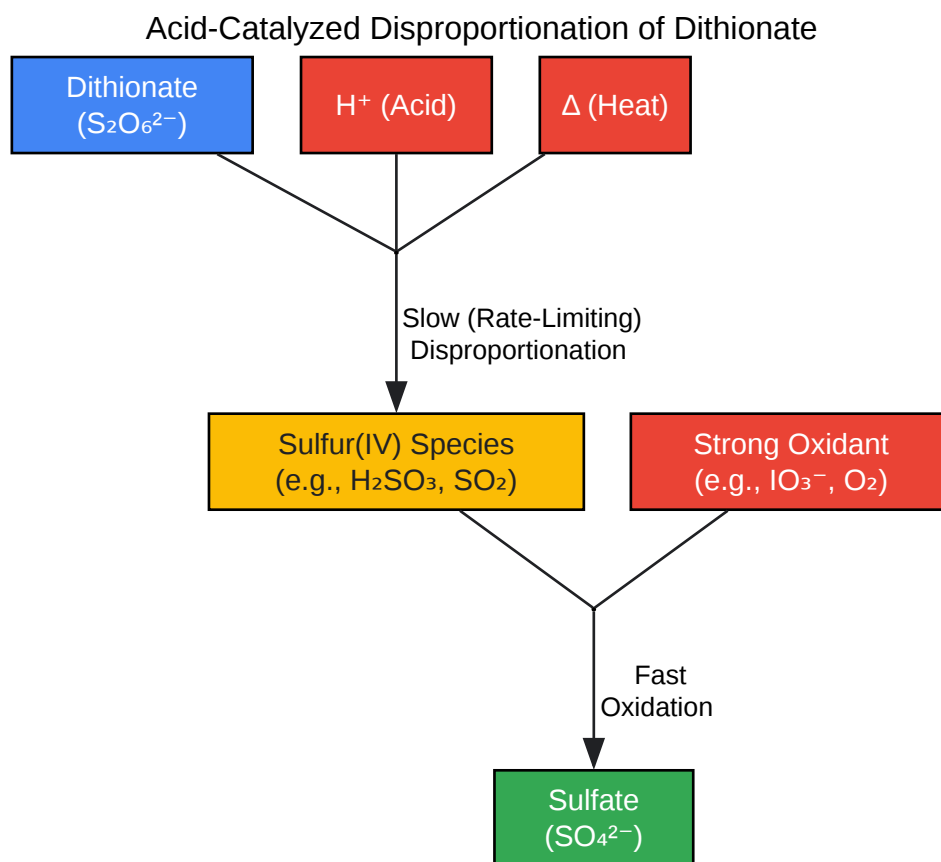 Acid-Catalyzed Disproportionation of Dithionate
Dithionate
(S₂O₆²⁻)
H⁺ (Acid)
Δ (Heat)
Slow (Rate-Limiting)
Disproportionation
Sulfur(IV) Species
(e.g., H₂SO₃, SO₂)
Strong Oxidant
(e.g., IO₃⁻, O₂)
Fast
Oxidation
Sulfate
(SO₄²⁻)